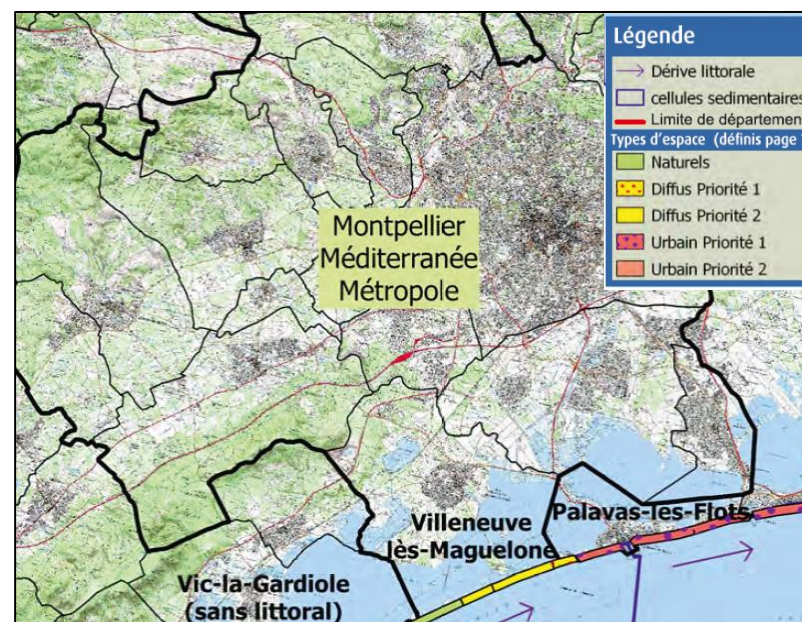 Légende
Dérive littorale
cellules sedimentaires
Limite de départemen
Types d'espace (définis page
Naturels
Diffus Priorité 1
Diffus Priorité 2
Urbain Priorité 1
Urbain Priorité 2
Montpellier
Méditerranée
Métropole
Palavas-les-Flots
Villeneuve
lès-Maguelone
Vic-la-Gardiole
(sans littoral)